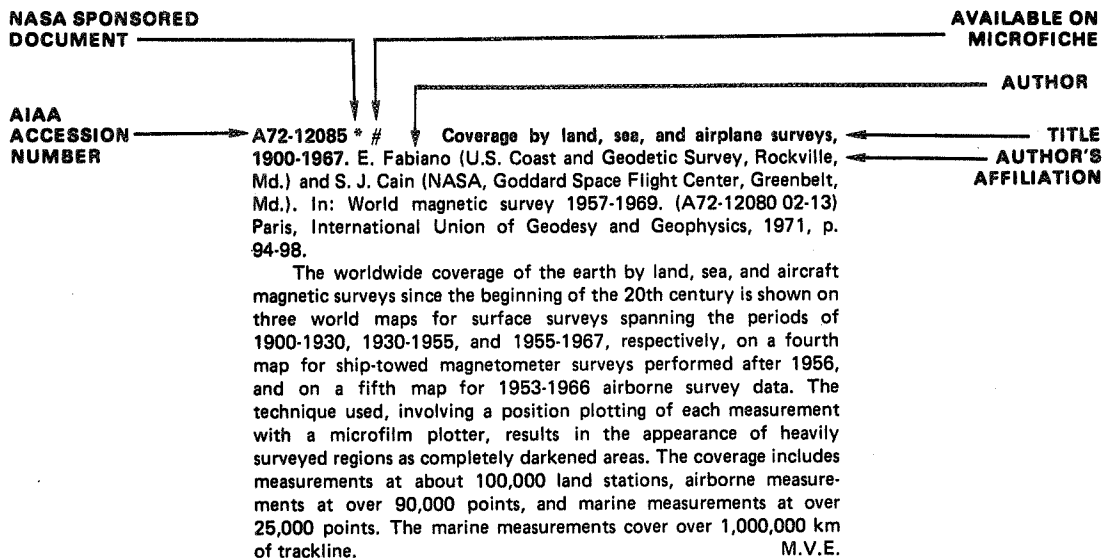 NASA SPONSORED
DOCUMENT
AVAILABLE ON
MICROFICHE
AUTHOR
AIAA
ACCESSION
NUMBER
TITLE
AUTHOR'S
AFFILIATION
A72-12085 * # Coverage by land, sea, and airplane surveys,
1900-1967. E. Fabiano (U.S. Coast and Geodetic Survey, Rockville,
Md.) and S. J. Cain (NASA, Goddard Space Flight Center, Greenbelt,
Md.). In: World magnetic survey 1957-1969. (A72-12080 02-13)
Paris, International Union of Geodesy and Geophysics, 1971, p.
94-98.
The worldwide coverage of the earth by land, sea, and aircraft
magnetic surveys since the beginning of the 20th century is shown on
three world maps for surface surveys spanning the periods of
1900-1930, 1930-1955, and 1955-1967, respectively, on a fourth
map for ship-towed magnetometer surveys performed after 1956,
and on a fifth map for 1953-1966 airborne survey data. The
technique used, involving a position plotting of each measurement
with a microfilm plotter, results in the appearance of heavily
surveyed regions as completely darkened areas. The coverage includes
measurements at about 100,000 land stations, airborne measure-
ments at over 90,000 points, and marine measurements at over
25,000 points. The marine measurements cover over 1,000,000 km
of trackline. M.V.E.